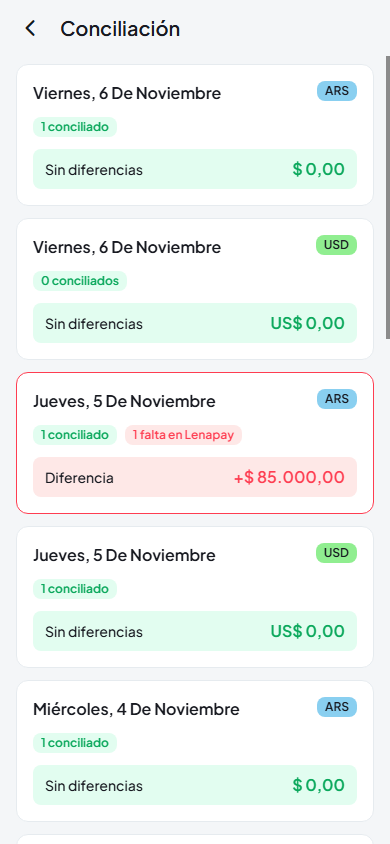 Conciliación
Viernes, 6 De Noviembre ARS
1 conciliado
Sin diferencias $ 0,00
Viernes, 6 De Noviembre USD
0 conciliados
Sin diferencias US$ 0,00
Jueves, 5 De Noviembre ARS
1 conciliado 1 falta en Lenapay
Diferencia +$ 85.000,00
Jueves, 5 De Noviembre USD
1 conciliado
Sin diferencias US$ 0,00
Miércoles, 4 De Noviembre ARS
1 conciliado
Sin diferencias $ 0,00